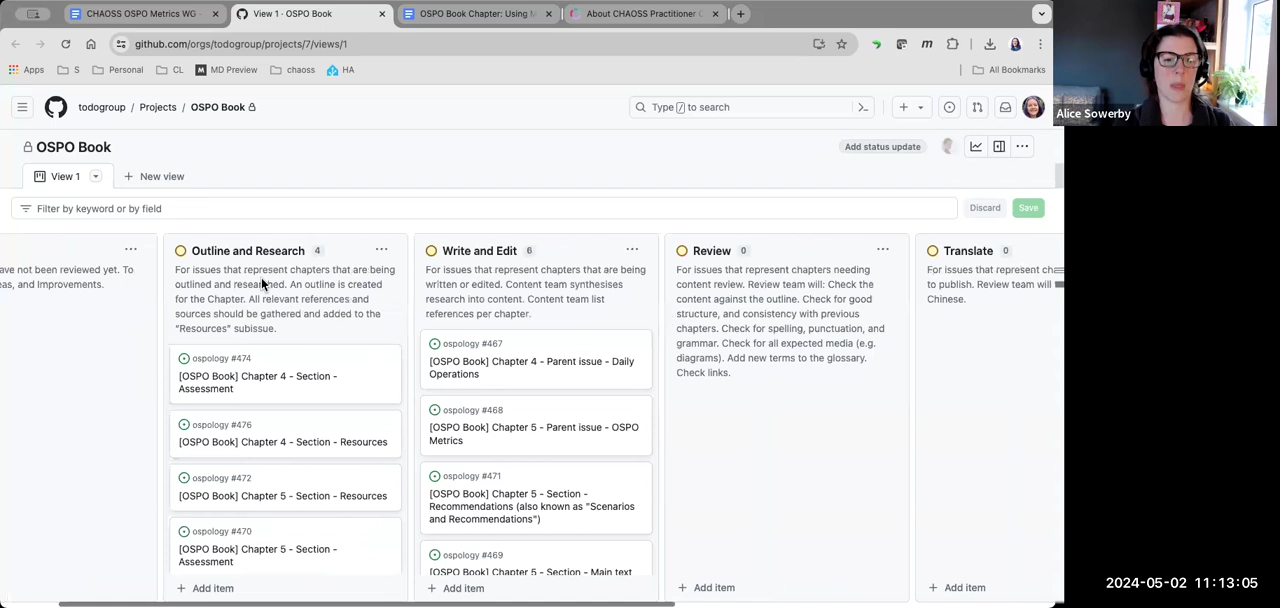 CHAOSS OSPO Metrics WG -
View 1 · OSPO Book
OSPO Book Chapter: Using M
About CHAOSS Practitioner
github.com/orgs/todogroup/projects/7/views/1
Apps
S
Personal
CL
MD Preview
chaoss
HA
All Bookmarks
todogroup / Projects / OSPO Book
Type / to search
Alice Sowerby
OSPO Book
Add status update
View 1
New view
Filter by keyword or by field
Discard
Save
ave not been reviewed yet. To
eas, and Improvements.
Outline and Research 4
For issues that represent chapters that are being
outlined and researched. An outline is created
for the Chapter. All relevant references and
sources should be gathered and added to the
"Resources" subissue.
ospology #474
[OSPO Book] Chapter 4 - Section -
Assessment
ospology #476
[OSPO Book] Chapter 4 - Section - Resources
ospology #472
[OSPO Book] Chapter 5 - Section - Resources
ospology #470
[OSPO Book] Chapter 5 - Section -
Assessment
Add item
Write and Edit 6
For issues that represent chapters that are being
written or edited. Content team synthesises
research into content. Content team list
references per chapter.
ospology #467
[OSPO Book] Chapter 4 - Parent issue - Daily
Operations
ospology #468
[OSPO Book] Chapter 5 - Parent issue - OSPO
Metrics
ospology #471
[OSPO Book] Chapter 5 - Section -
Recommendations (also known as "Scenarios
and Recommendations")
ospology #469
[OSPO Book] Chapter 5 - Section - Main text
Add item
Review 0
For issues that represent chapters needing
content review. Review team will: Check the
content against the outline. Check for good
structure, and consistency with previous
chapters. Check for spelling, punctuation, and
grammar. Check for all expected media (e.g.
diagrams). Add new terms to the glossary.
Check links.
Add item
Translate 0
For issues that represent
to publish. Review team will
Chinese.
Add item
2024-05-02 11:13:05